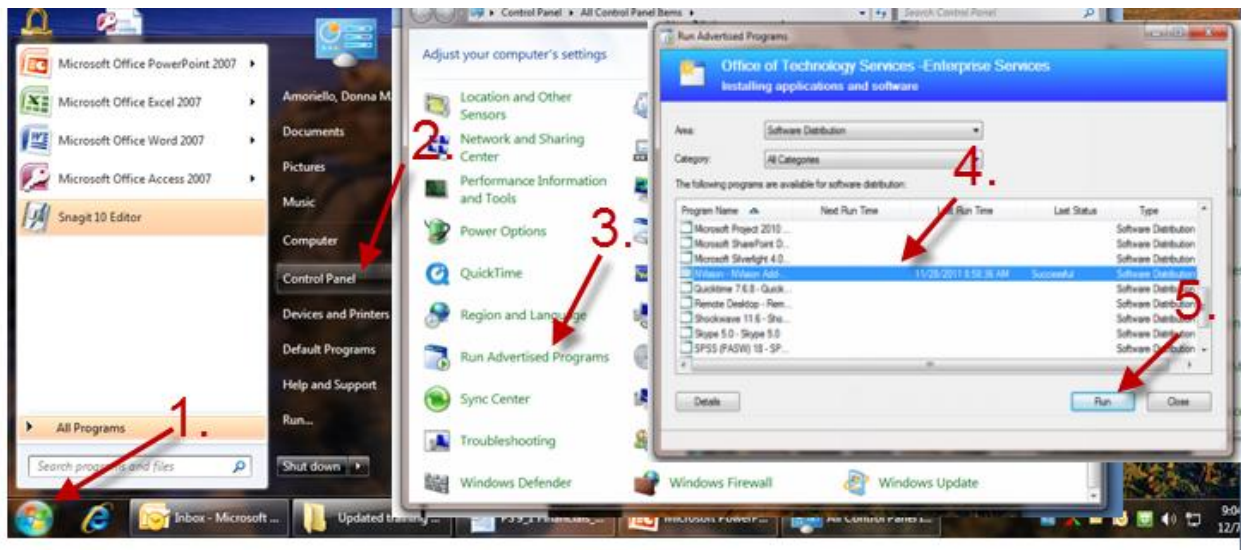 Microsoft Office PowerPoint 2007
Microsoft Office Excel 2007
Microsoft Office Word 2007
Microsoft Office Access 2007
Snagit 10 Editor
All Programs
Search programs and files
1.
Amoriello, Donna M
Documents
Pictures
Music
Computer
Control Panel
Devices and Printers
Default Programs
Help and Support
Run...
Shut down
2.
Control Panel All Control Panel Items
Search Control Panel
Adjust your computer's settings
Location and Other
Sensors
Network and Sharing
Center
Performance Information
and Tools
Power Options
QuickTime
Region and Language
Run Advertised Programs
Sync Center
Troubleshooting
Windows Defender
Windows Firewall
Windows Update
3.
Run Advertised Programs
Office of Technology Services -Enterprise Services
Installing applications and software
Area: Software Distribution
Category: All Categories
The following programs are available for software distribution:
Program Name Next Run Time Last Run Time Last Status Type
Microsoft Project 2010 ... Software Distribution
Microsoft SharePoint D... Software Distribution
Microsoft Silverlight 4.0... Software Distribution
NVision - NVision Add-... 11/28/2011 8:58:36 AM Successful Software Distribution
Quicktime 7.6.8 - Quick... Software Distribution
Remote Desktop - Rem... Software Distribution
Shockwave 11.6 - Sho... Software Distribution
Skype 5.0 - Skype 5.0 Software Distribution
SPSS (PASW) 18 - SP... Software Distribution
4.
5.
Details
Run
Close
Inbox - Microsoft ...
Updated training ...
All Control Panel I...
9:04
12/7